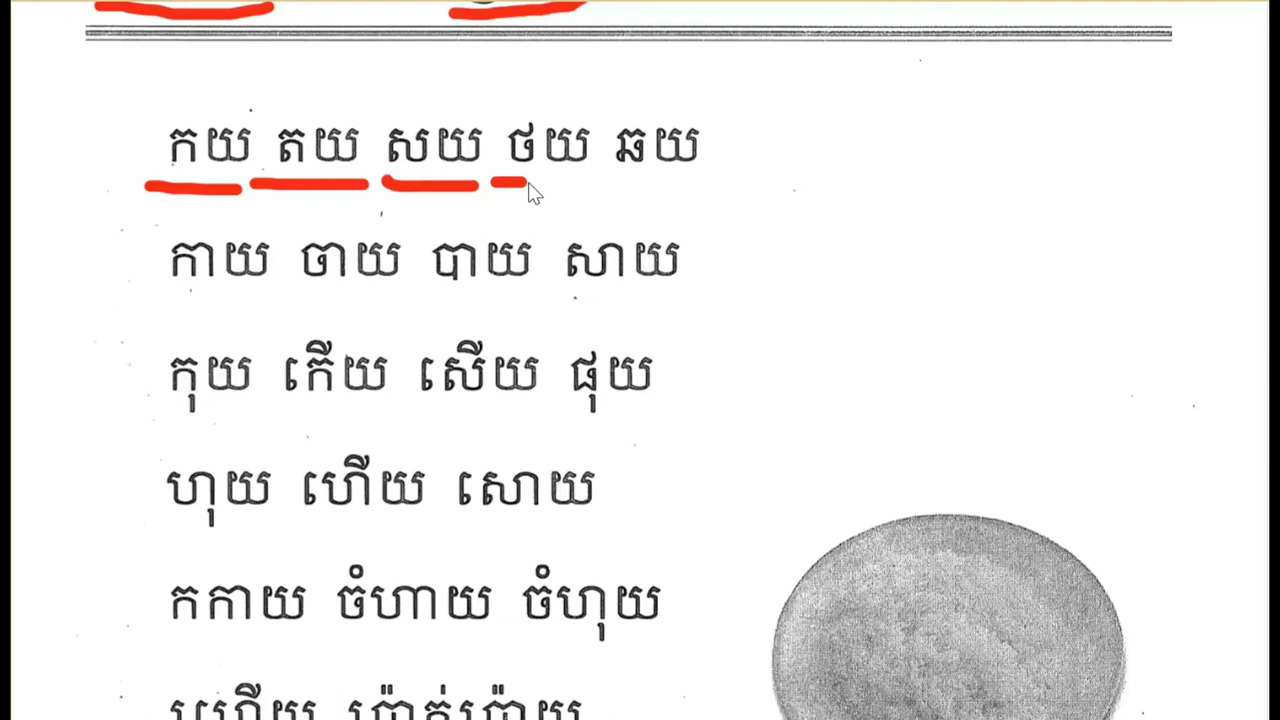 កយ តយ សយ ថយ ឆយ
កាយ ចាយ បាយ សាយ
កុយ កើយ សើយ ផុយ
ហុយ ហើយ សោយ
កកាយ ចំហាយ ចំហុយ